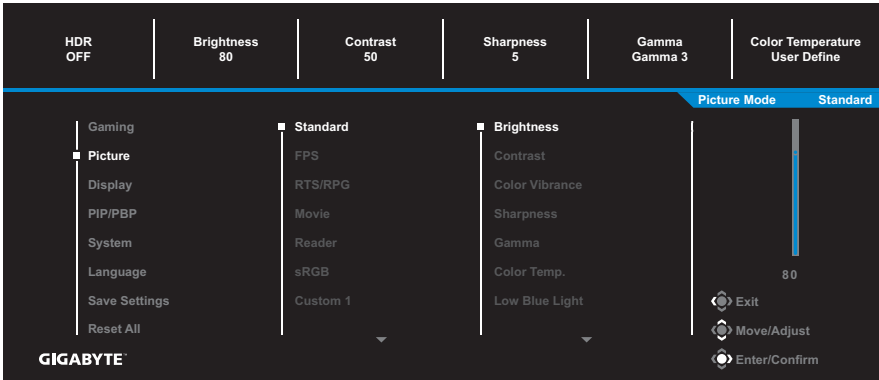 HDR Brightness Contrast Sharpness Gamma Color Temperature
OFF 80 50 5 Gamma 3 User Define
Picture Mode Standard
Gaming Standard Brightness
Picture FPS Contrast
Display RTS/RPG Color Vibrance
PIP/PBP Movie Sharpness
System Reader Gamma
Language sRGB Color Temp. 80
Save Settings Custom 1 Low Blue Light Exit
Reset All Move/Adjust
GIGABYTE Enter/Confirm